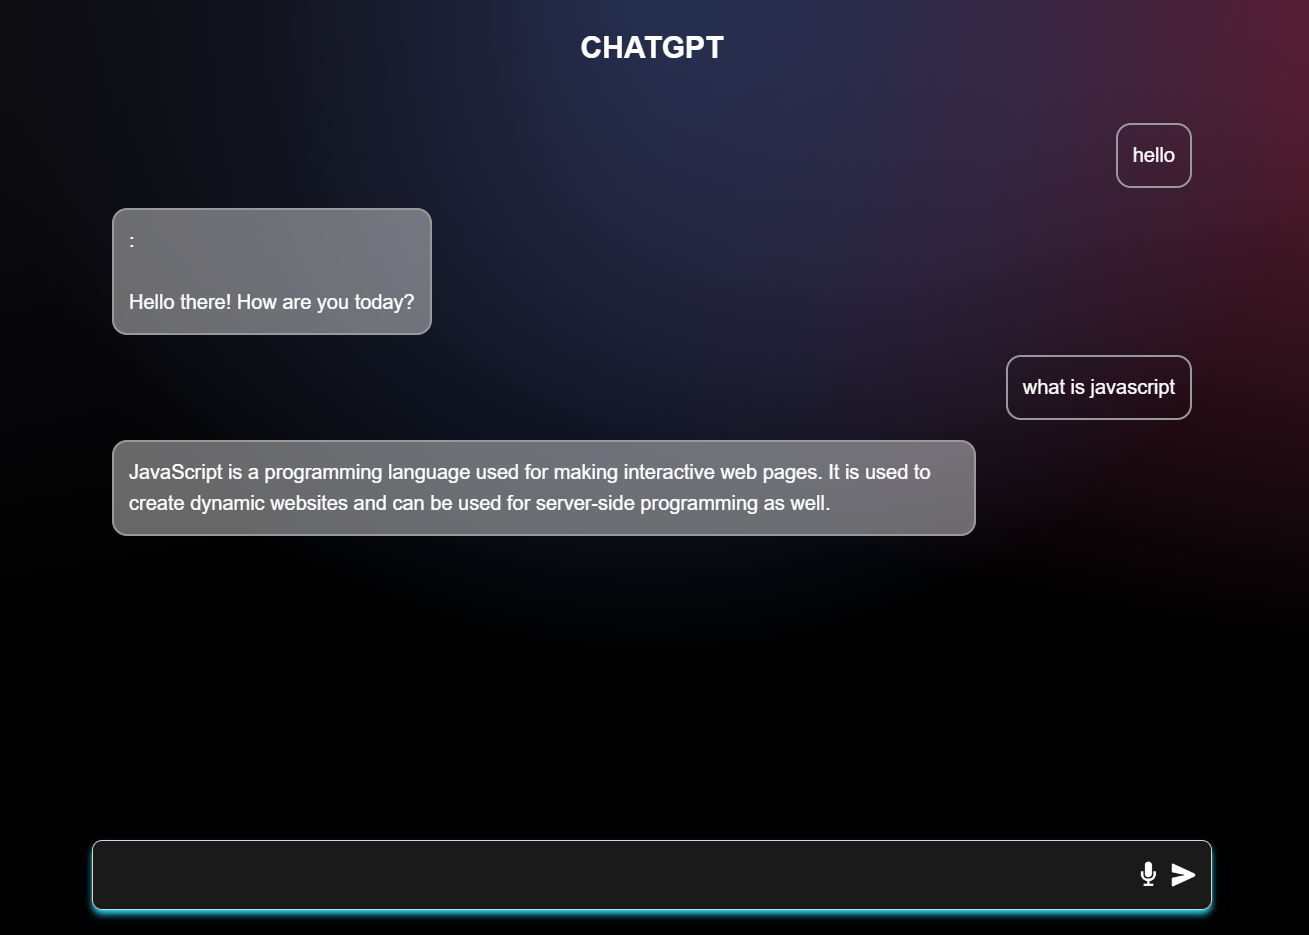 CHATGPT
hello
:
Hello there! How are you today?
what is javascript
JavaScript is a programming language used for making interactive web pages. It is used to
create dynamic websites and can be used for server-side programming as well.